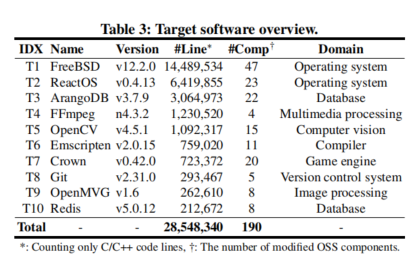 Table 3: Target software overview.
IDX Name Version #Line* #Comp† Domain
T1 FreeBSD v12.2.0 14,489,534 47 Operating system
T2 ReactOS v0.4.13 6,419,855 23 Operating system
T3 ArangoDB v3.7.9 3,064,973 22 Database
T4 FFmpeg n4.3.2 1,230,520 4 Multimedia processing
T5 OpenCV v4.5.1 1,092,317 15 Computer vision
T6 Emscripten v2.0.15 759,020 11 Compiler
T7 Crown v0.42.0 723,372 20 Game engine
T8 Git v2.31.0 293,467 5 Version control system
T9 OpenMVG v1.6 262,610 8 Image processing
T10 Redis v5.0.12 212,672 8 Database
Total - - 28,548,340 190 -
*: Counting only C/C++ code lines, †: The number of modified OSS components.